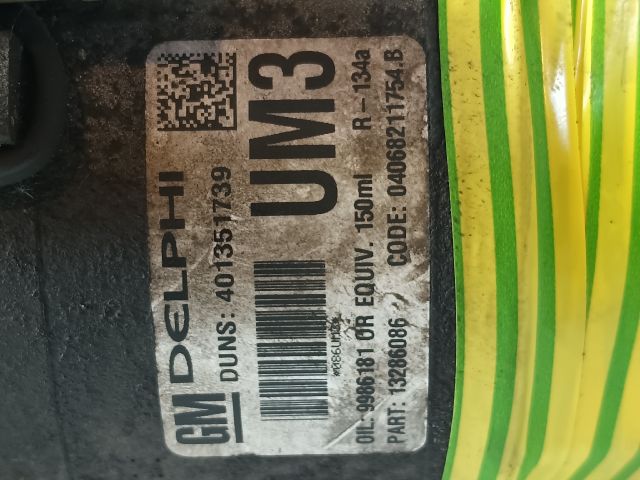 GM DELPHI
DUNS: 401351739
UM3
OIL: 9986181 OR EQUIV. 150ml R-134a
PART: 13286086 CODE: 04068211754.B